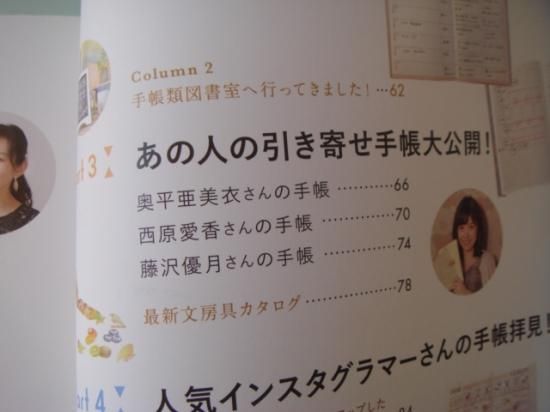 Column 2
手帳類図書室へ行ってきました！…62
art 3
あの人の引き寄せ手帳大公開！
奥平亜美衣さんの手帳…………66
西原愛香さんの手帳…………70
藤沢優月さんの手帳…………74
最新文房具カタログ…………78
art 4
人気インスタグラマーさんの手帳拝見！